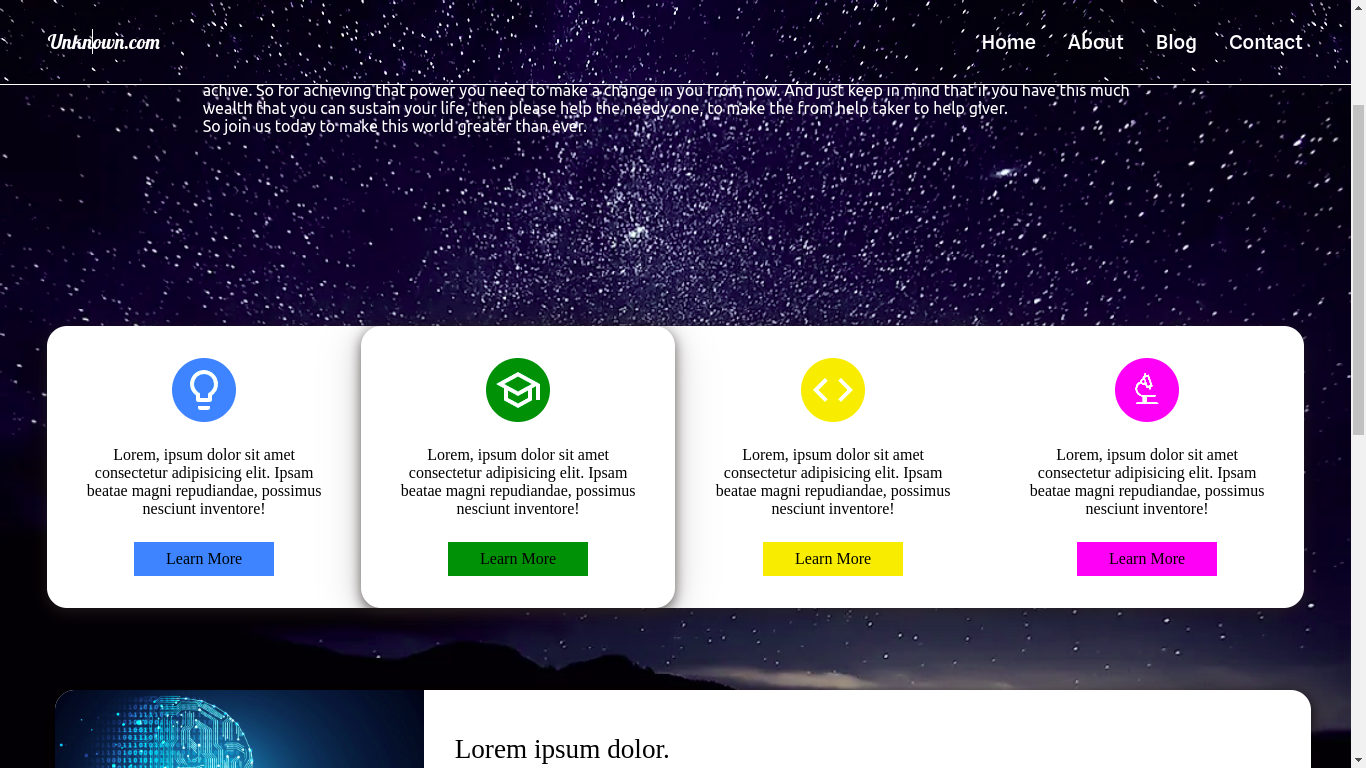 Unknown.com
Home About Blog Contact
achive. So for achieving that power you need to make a change in you from now. And just keep in mind that if you have this much
wealth that you can sustain your life, then please help the needy one, to make the from help taker to help giver.
So join us today to make this world greater than ever.
Lorem, ipsum dolor sit amet
consectetur adipisicing elit. Ipsam
beatae magni repudiandae, possimus
nesciunt inventore!
Learn More
Lorem, ipsum dolor sit amet
consectetur adipisicing elit. Ipsam
beatae magni repudiandae, possimus
nesciunt inventore!
Learn More
Lorem, ipsum dolor sit amet
consectetur adipisicing elit. Ipsam
beatae magni repudiandae, possimus
nesciunt inventore!
Learn More
Lorem, ipsum dolor sit amet
consectetur adipisicing elit. Ipsam
beatae magni repudiandae, possimus
nesciunt inventore!
Learn More
Lorem ipsum dolor.